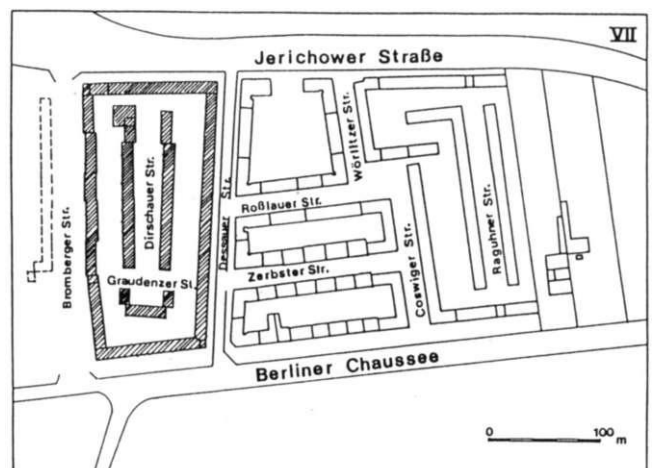 VII
Jerichower Straße
Bromberger Str.
Dirschauer Str.
Graudenzer St.
Dessauer Str.
Wörlitzer Str.
Roßlauer Str.
Zerbster Str.
Coswiger Str.
Raguhner Str.
Berliner Chaussee
0 100 m